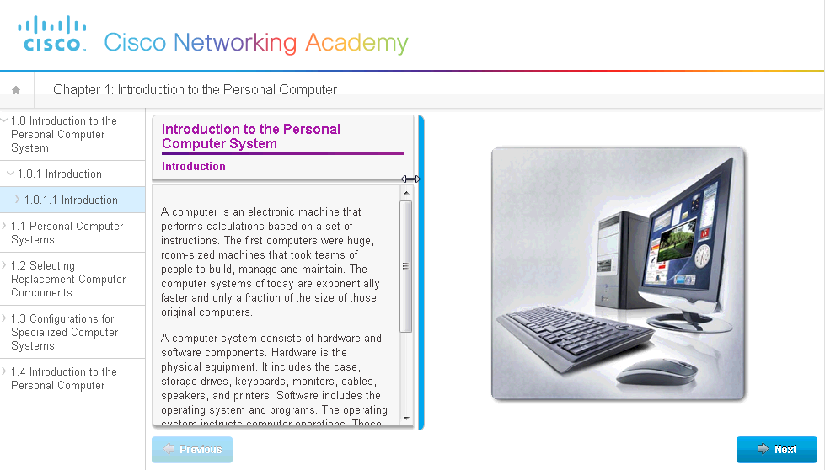 cisco.
Cisco Networking Academy
Chapter 1: Introduction to the Personal Computer
1.0 Introduction to the
Personal Computer
System
1.0.1 Introduction
1.0.1.1 Introduction
1.1 Personal Computer
Systems
1.2 Selecting
Replacement Computer
Components
1.3 Configurations for
Specialized Computer
Systems
1.4 Introduction to the
Personal Computer
Introduction to the Personal
Computer System
Introduction
A computer is an electronic machine that
performs calculations based on a set of
instructions. The first computers were huge,
room-sized machines that took teams of
people to build, manage and maintain. The
computer systems of today are exponentially
faster and only a fraction of the size of those
original computers.
A computer system consists of hardware and
software components. Hardware is the
physical equipment. It includes the case,
storage drives, keyboards, monitors, cables,
speakers, and printers. Software includes the
operating system and programs. The operating
system instructs computer operations. These
Previous
Next